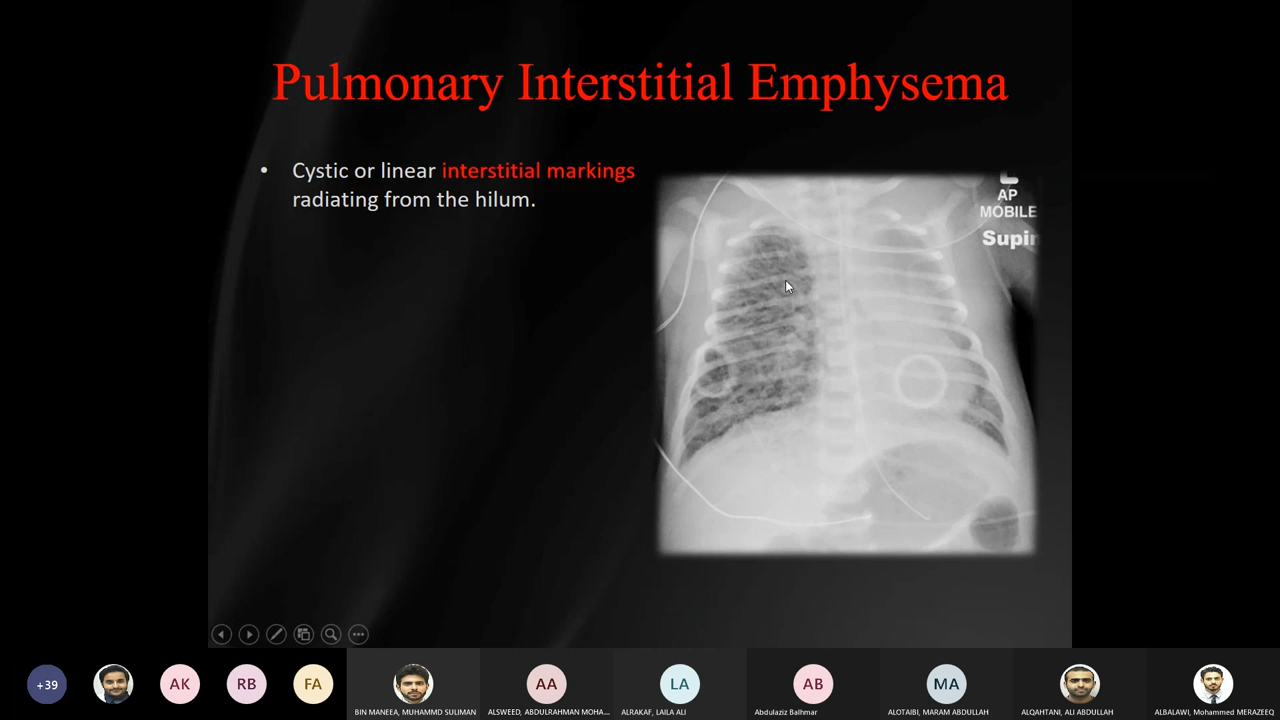 Pulmonary Interstitial Emphysema
• Cystic or linear interstitial markings
radiating from the hilum.
AP
MOBILE
+39
AK
RB
FA
BIN MANEEA, MUHAMMD SULIMAN
AA
ALSWEED, ABDULRAHMAN MOHA...
LA
ALRAKAF, LAILA ALI
AB
Abdulaziz Balhmar
MA
ALOTAIBI, MARAM ABDULLAH
ALQAHTANI, ALI ABDULLAH
ALBALAWI, Mohammed MERAZEEQ